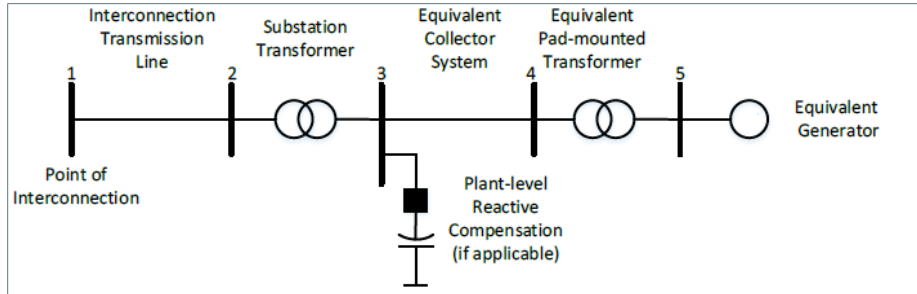 Interconnection
Transmission
Line
Substation
Transformer
Equivalent
Collector
System
Equivalent
Pad-mounted
Transformer
1
2
3
4
5
Equivalent
Generator
Point of
Interconnection
Plant-level
Reactive
Compensation
(if applicable)